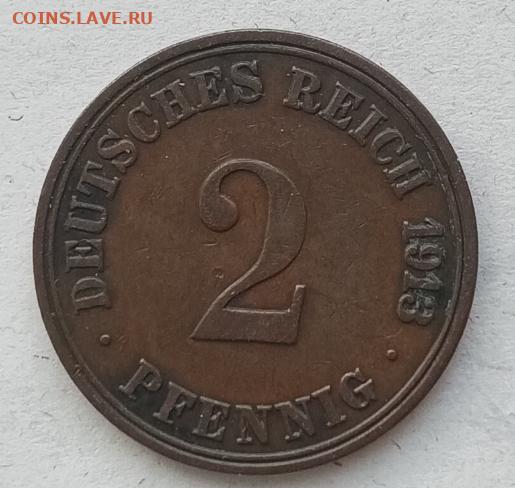 COINS.LAVE.RU
DEUTSCHES REICH 1913
2
· PFENNIG ·